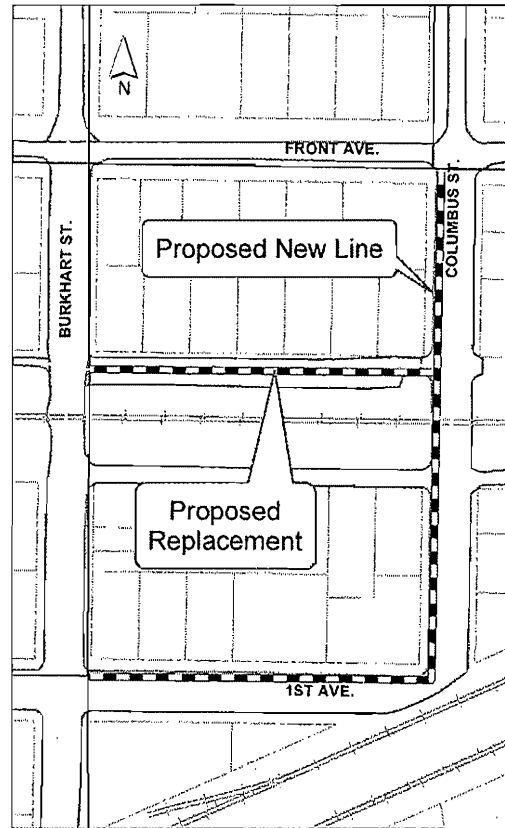 N
FRONT AVE.
COLUMBUS ST.
Proposed New Line
BURKHART ST.
Proposed
Replacement
1ST AVE.